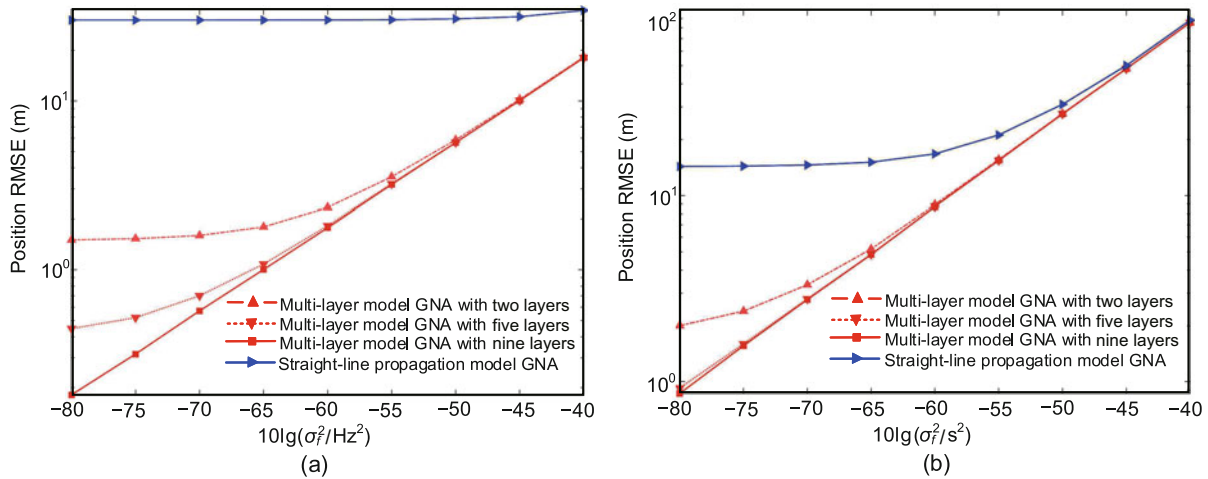 Position RMSE (m)
10¹
10⁰
Multi-layer model GNA with two layers
Multi-layer model GNA with five layers
Multi-layer model GNA with nine layers
Straight-line propagation model GNA
−80 −75 −70 −65 −60 −55 −50 −45 −40
10lg(σ_f²/Hz²)
(a)
Position RMSE (m)
10²
10¹
10⁰
Multi-layer model GNA with two layers
Multi-layer model GNA with five layers
Multi-layer model GNA with nine layers
Straight-line propagation model GNA
−80 −75 −70 −65 −60 −55 −50 −45 −40
10lg(σ_f²/s²)
(b)